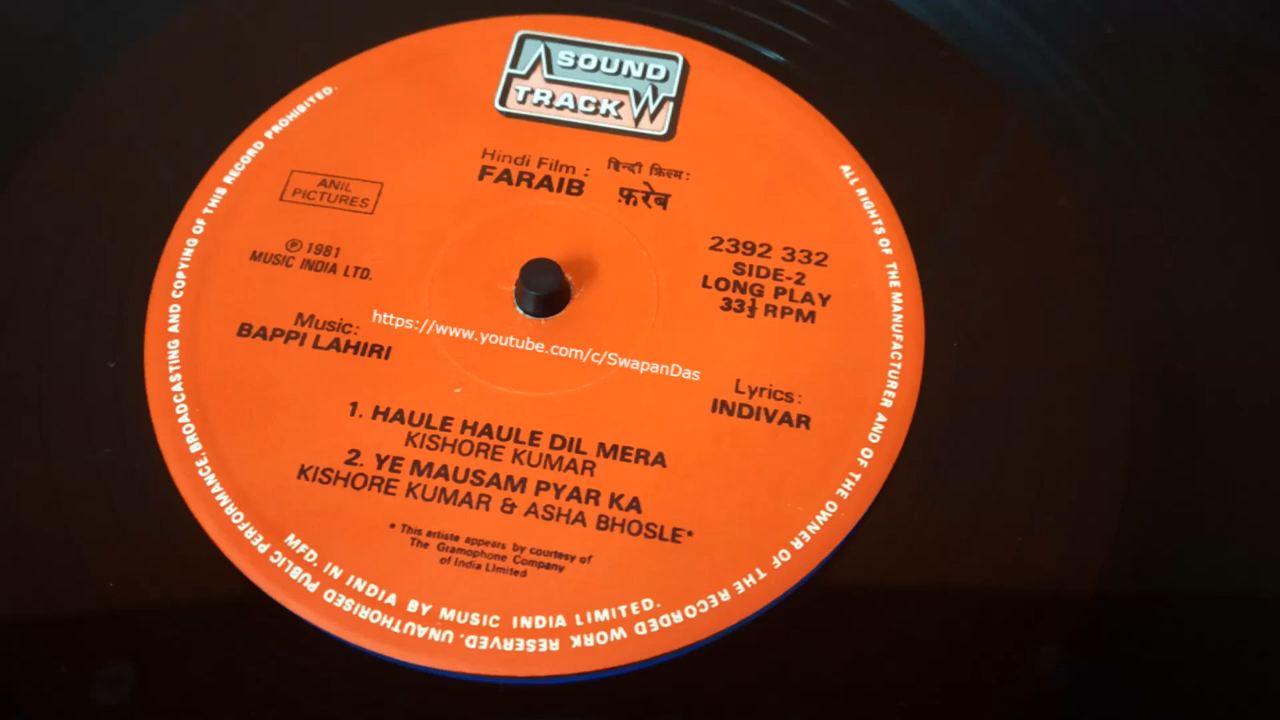 SOUND
TRACK
Hindi Film :
FARAIB
हिन्दी फ़िल्म :
फ़रेब
ANIL
PICTURES
℗ 1981
MUSIC INDIA LTD.
2392 332
SIDE-2
LONG PLAY
33⅓ RPM
Music:
BAPPI LAHIRI
https://www.youtube.com/c/SwapanDas
Lyrics:
INDIVAR
1. HAULE HAULE DIL MERA
KISHORE KUMAR
2. YE MAUSAM PYAR KA
KISHORE KUMAR & ASHA BHOSLE*
* This artiste appears by courtesy of
The Gramophone Company
of India Limited
MFD. IN INDIA BY MUSIC INDIA LIMITED.
ALL RIGHTS OF THE MANUFACTURER AND OF THE OWNER OF THE RECORDED WORK RESERVED. UNAUTHORISED PUBLIC PERFORMANCE, BROADCASTING AND COPYING OF THIS RECORD PROHIBITED.